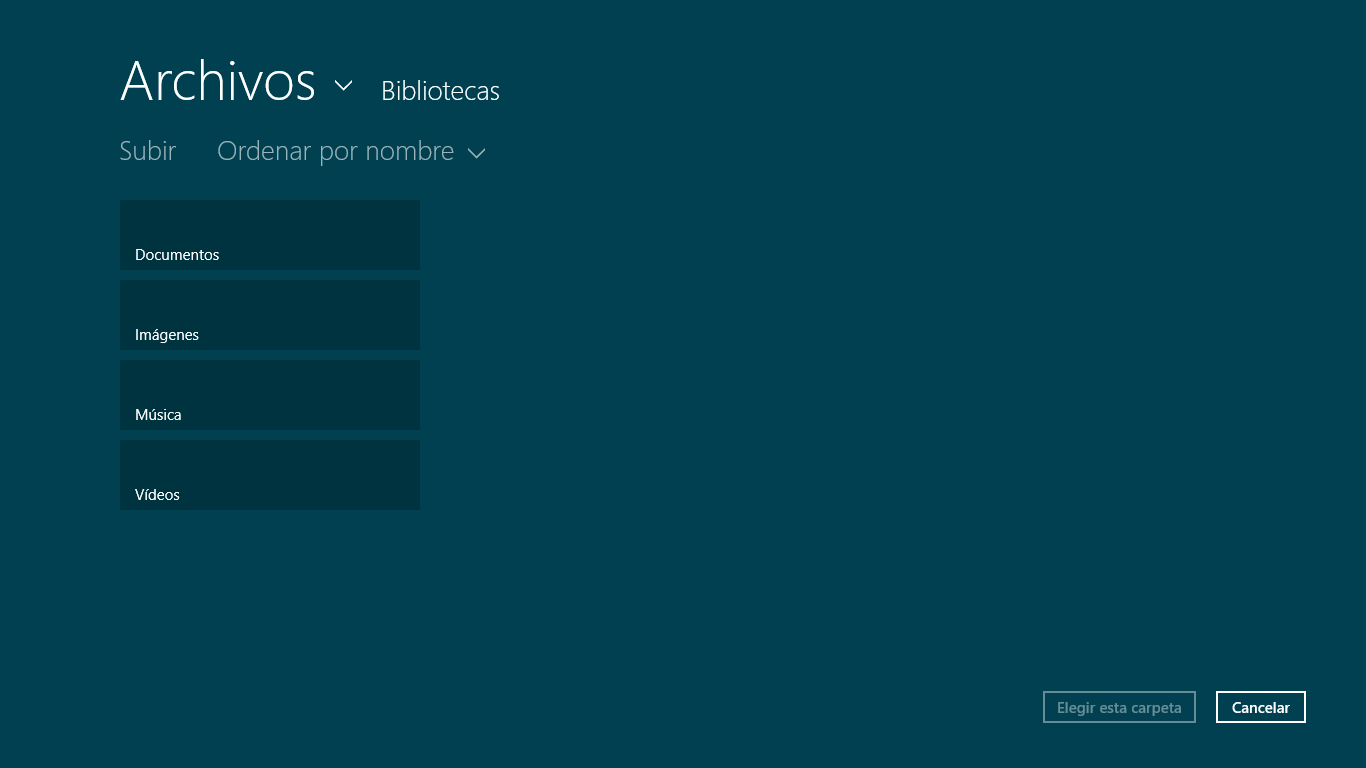 Archivos Bibliotecas
Subir Ordenar por nombre
Documentos
Imágenes
Música
Vídeos
Elegir esta carpeta Cancelar